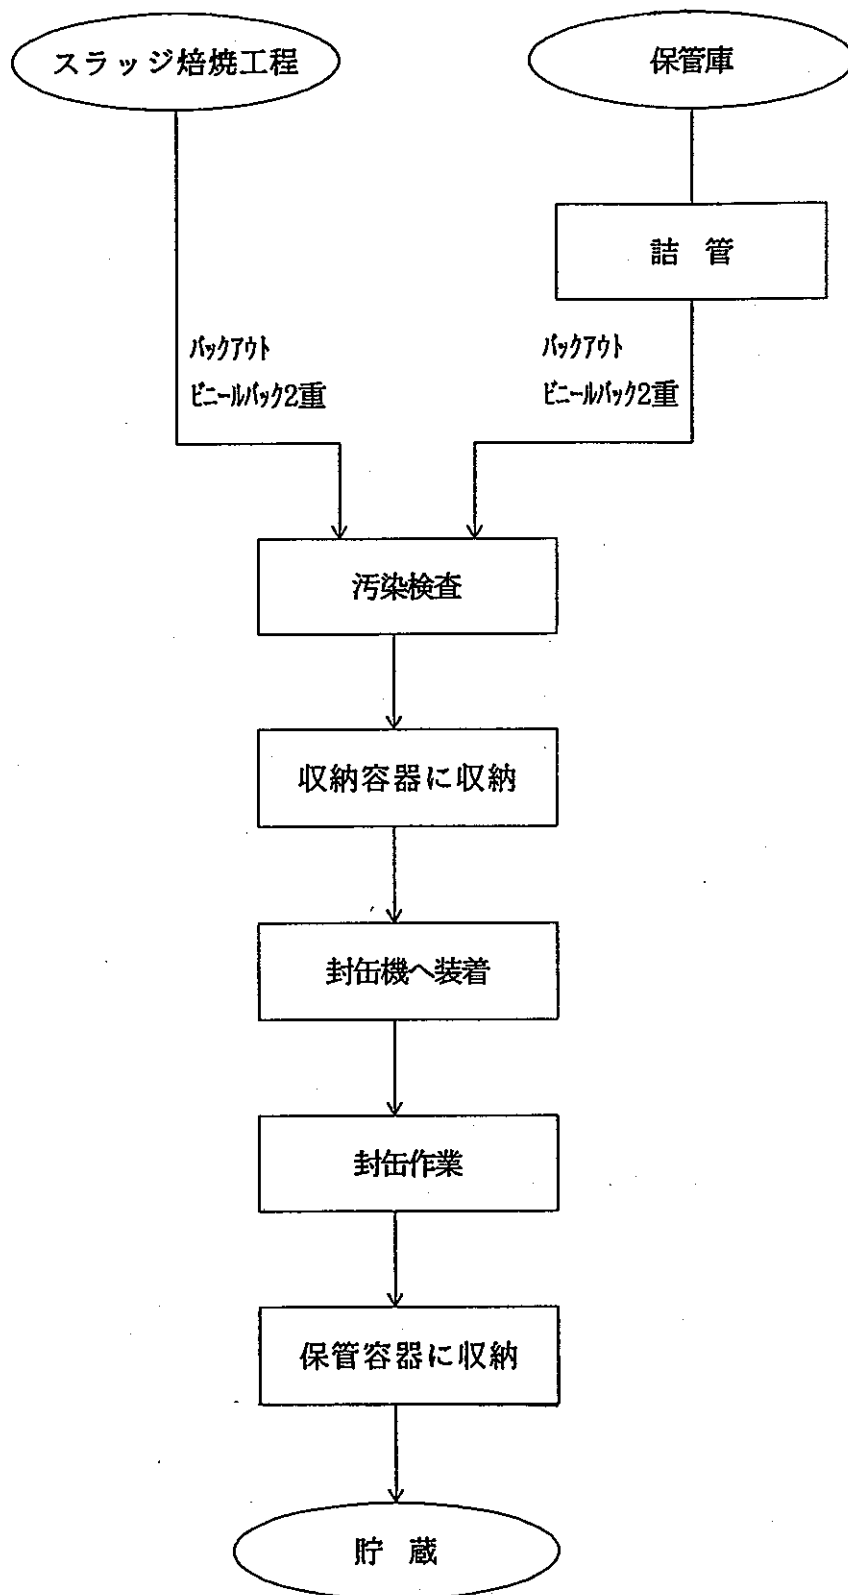 スラッジ焙焼工程
保管庫
詰 管
バックアウト
ビニールバック2重
バックアウト
ビニールバック2重
汚染検査
収納容器に収納
封缶機へ装着
封缶作業
保管容器に収納
貯 蔵